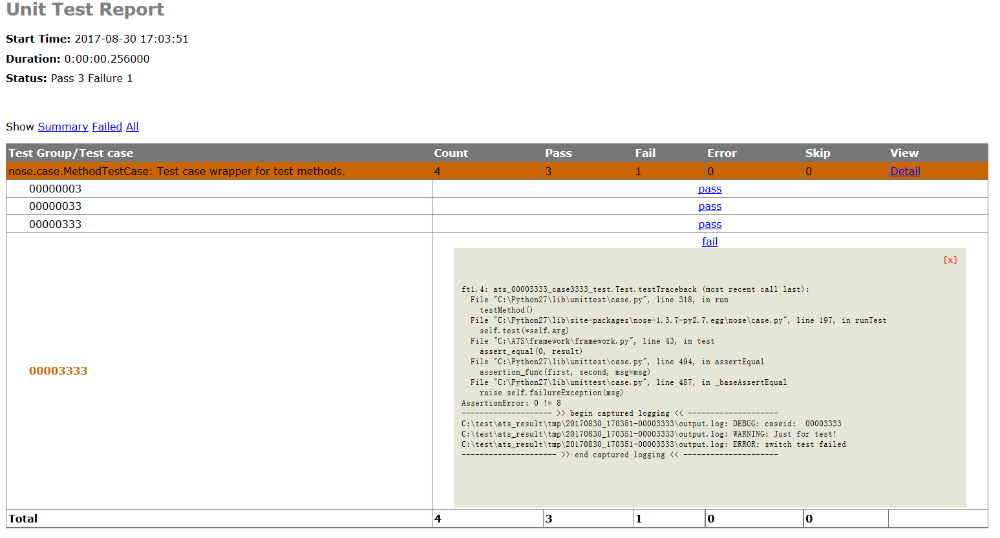 Unit Test Report
Start Time: 2017-08-30 17:03:51
Duration: 0:00:00.256000
Status: Pass 3 Failure 1
Show Summary Failed All
Test Group/Test case Count Pass Fail Error Skip View
nose.case.MethodTestCase: Test case wrapper for test methods. 4 3 1 0 0 Detail
00000003 pass
00000033 pass
00000333 pass
fail
[x]
ft1.4: ats_00003333_case3333_test.Test.testTraceback (most recent call last):
File "C:\Python27\lib\unittest\case.py", line 318, in run
testMethod()
File "C:\Python27\lib\site-packages\nose-1.3.7-py2.7.egg\nose\case.py", line 197, in runTest
self.test(*self.arg)
File "C:\ATS\framework\framework.py", line 43, in test
assert_equal(0, result)
File "C:\Python27\lib\unittest\case.py", line 494, in assertEqual
assertion_func(first, second, msg=msg)
00003333
File "C:\Python27\lib\unittest\case.py", line 487, in _baseAssertEqual
raise self.failureException(msg)
AssertionError: 0 != 8
-------------------- >> begin captured logging << --------------------
C:\test\ats_result\tmp\20170830_170351-00003333\output.log: DEBUG: caseid:  00003333
C:\test\ats_result\tmp\20170830_170351-00003333\output.log: WARNING: Just for test!
C:\test\ats_result\tmp\20170830_170351-00003333\output.log: ERROR: switch test failed
--------------------- >> end captured logging << ---------------------
Total 4 3 1 0 0